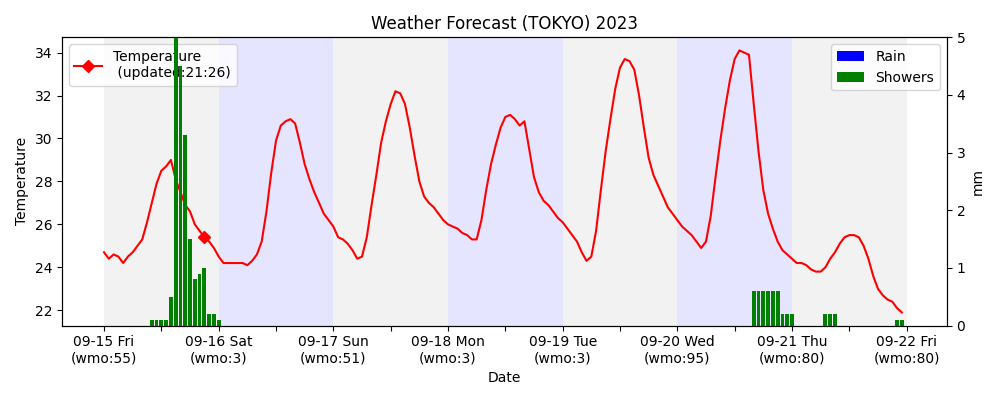 Weather Forecast (TOKYO) 2023
Temperature
(updated:21:26)
Rain
Showers
34
32
30
28
26
24
22
Temperature
5
4
3
2
1
0
mm
09-15 Fri
(wmo:55)
09-16 Sat
(wmo:3)
09-17 Sun
(wmo:51)
09-18 Mon
(wmo:3)
09-19 Tue
(wmo:3)
09-20 Wed
(wmo:95)
09-21 Thu
(wmo:80)
09-22 Fri
(wmo:80)
Date